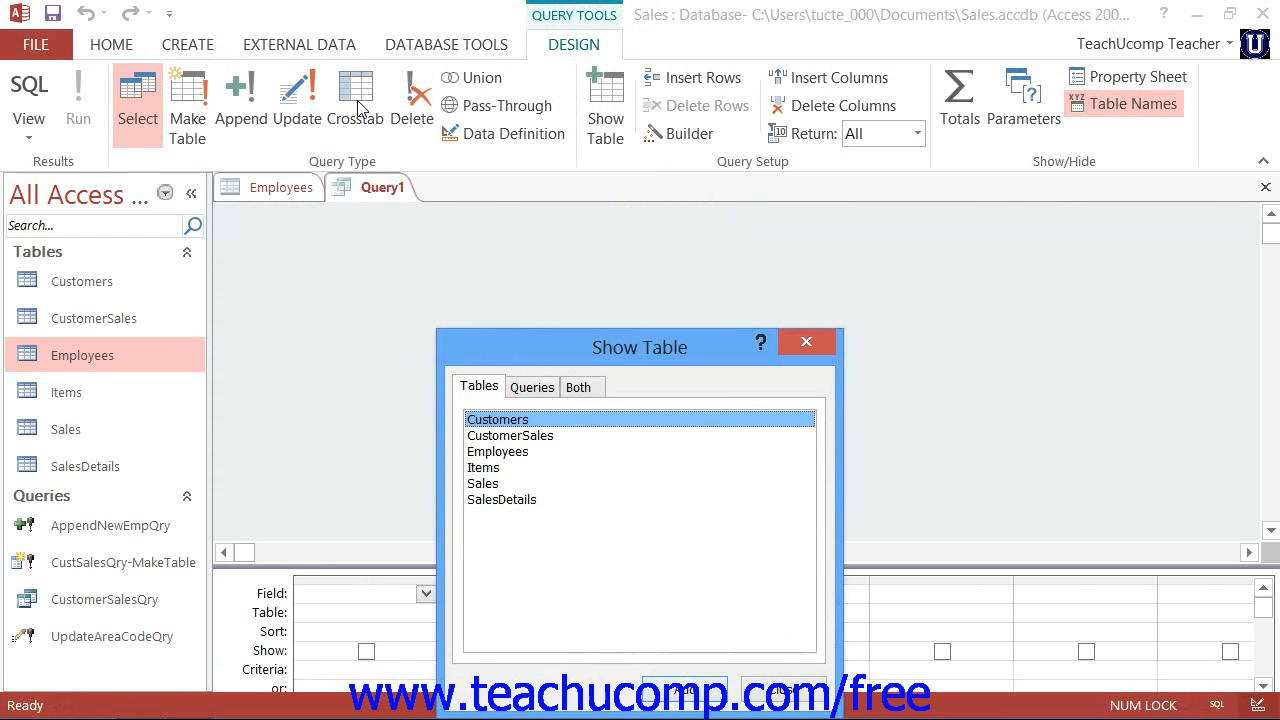 QUERY TOOLS
Sales : Database- C:\Users\tucte_000\Documents\Sales.accdb (Access 200...
?
FILE
HOME
CREATE
EXTERNAL DATA
DATABASE TOOLS
DESIGN
TeachUcomp Teacher
SQL
View
Run
Results
Select
Make
Table
Append
Update
Crosstab
Delete
Union
Pass-Through
Data Definition
Query Type
Show
Table
Insert Rows
Delete Rows
Builder
Insert Columns
Delete Columns
Return: All
Query Setup
Totals
Parameters
Property Sheet
Table Names
Show/Hide
All Access ...
Search...
Tables
Customers
CustomerSales
Employees
Items
Sales
SalesDetails
Queries
AppendNewEmpQry
CustSalesQry-MakeTable
CustomerSalesQry
UpdateAreaCodeQry
Employees
Query1
Show Table
?
Tables
Queries
Both
Customers
CustomerSales
Employees
Items
Sales
SalesDetails
Add
Close
Field:
Table:
Sort:
Show:
Criteria:
or:
www.teachucomp.com/free
Ready
NUM LOCK
SQL